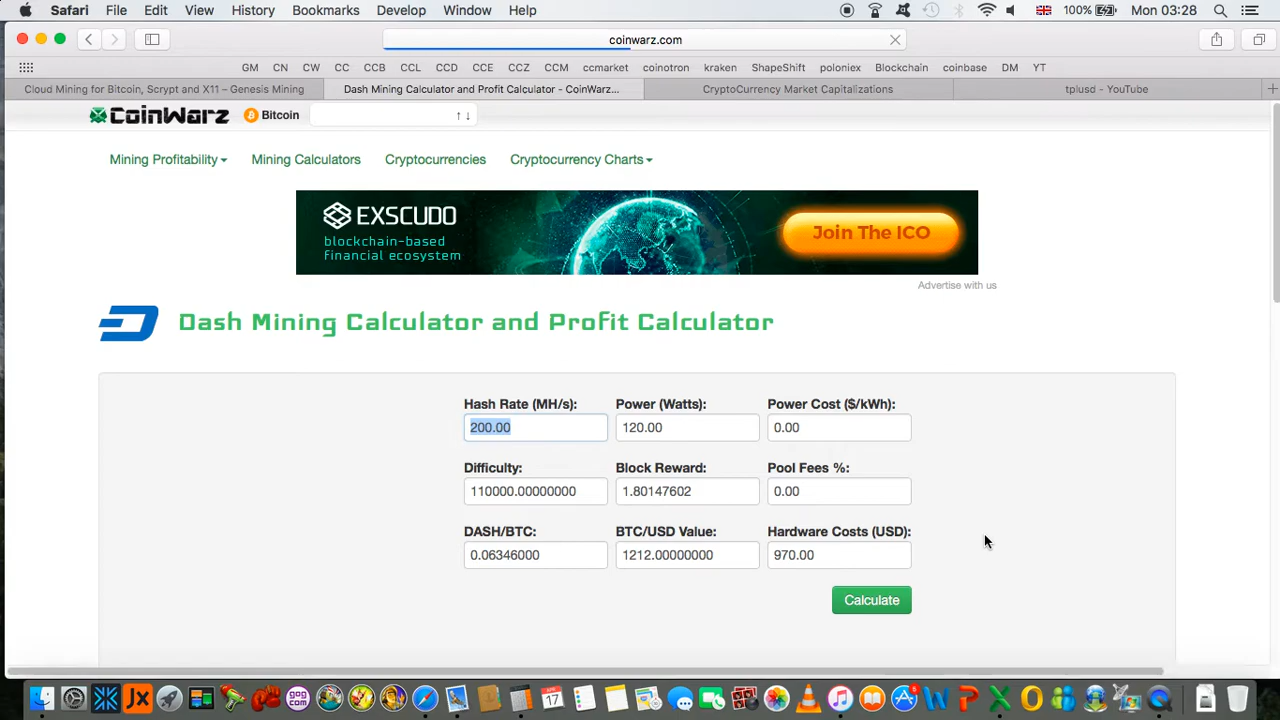 Safari File Edit View History Bookmarks Develop Window Help 100% Mon 03:28
coinwarz.com
GM CN CW CC CCB CCL CCD CCE CCZ CCM ccmarket coinotron kraken ShapeShift poloniex Blockchain coinbase DM YT
Cloud Mining for Bitcoin, Scrypt and X11 – Genesis Mining Dash Mining Calculator and Profit Calculator - CoinWarz... CryptoCurrency Market Capitalizations tplusd - YouTube
CoinWarz Bitcoin
Mining Profitability Mining Calculators Cryptocurrencies Cryptocurrency Charts
EXSCUDO
blockchain-based
financial ecosystem
Join The ICO
Advertise with us
Dash Mining Calculator and Profit Calculator
Hash Rate (MH/s): Power (Watts): Power Cost ($/kWh):
200.00 120.00 0.00
Difficulty: Block Reward: Pool Fees %:
110000.00000000 1.80147602 0.00
DASH/BTC: BTC/USD Value: Hardware Costs (USD):
0.06346000 1212.00000000 970.00
Calculate